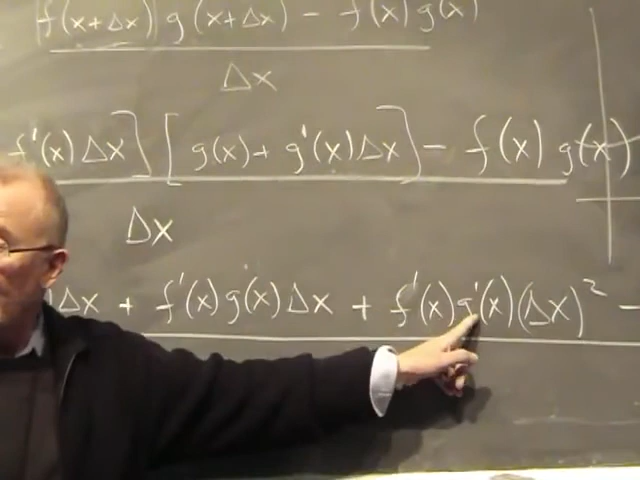 f(x+Δx) g(x+Δx) - f(x) g(x)
Δx
f'(x) Δx] [g(x) + g'(x) Δx] - f(x) g(x)
Δx
)Δx + f'(x) g(x) Δx + f'(x) g'(x) (Δx)² -